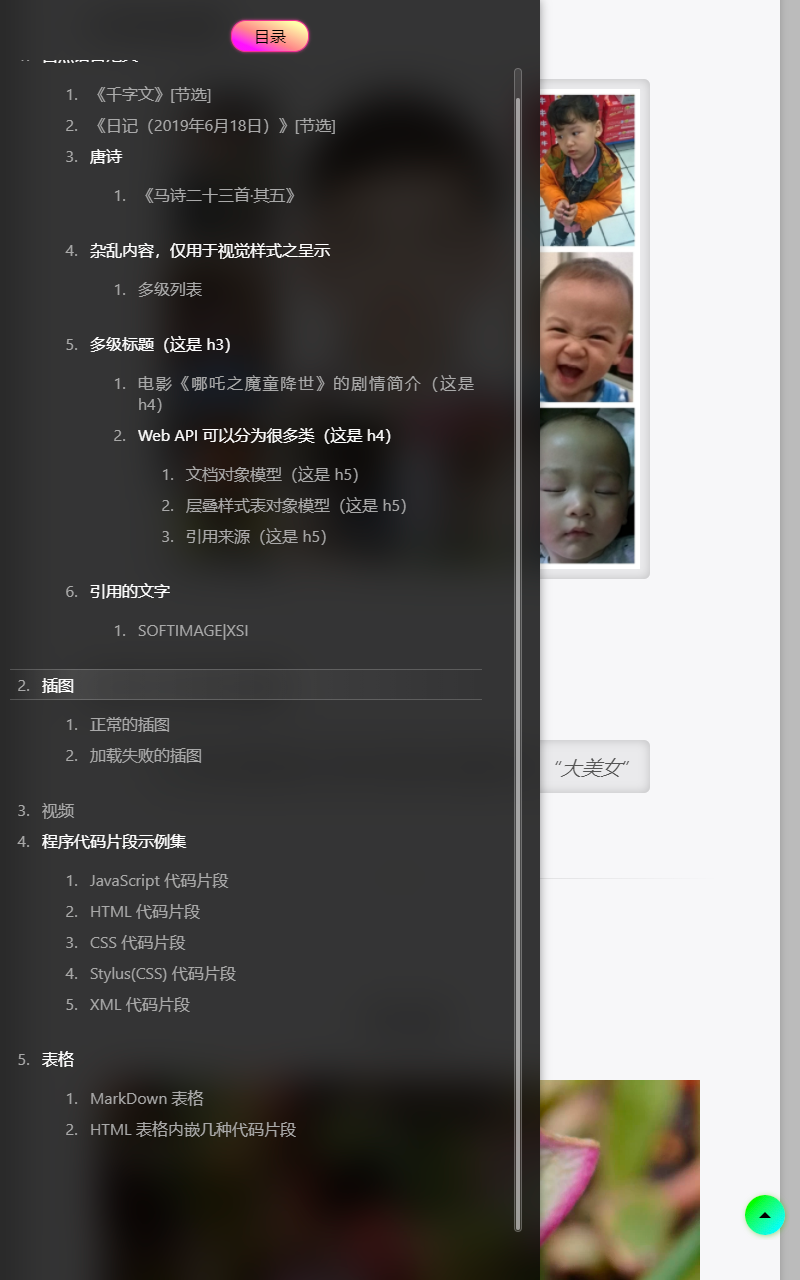 目录
1. 《千字文》[节选]
2. 《日记（2019年6月18日）》[节选]
3. 唐诗
1. 《马诗二十三首·其五》
4. 杂乱内容，仅用于视觉样式之呈示
1. 多级列表
5. 多级标题（这是 h3）
1. 电影《哪吒之魔童降世》的剧情简介（这是
h4）
2. Web API 可以分为很多类（这是 h4）
1. 文档对象模型（这是 h5）
2. 层叠样式表对象模型（这是 h5）
3. 引用来源（这是 h5）
6. 引用的文字
1. SOFTIMAGE|XSI
2. 插图
1. 正常的插图
2. 加载失败的插图
“大美女”
3. 视频
4. 程序代码片段示例集
1. JavaScript 代码片段
2. HTML 代码片段
3. CSS 代码片段
4. Stylus(CSS) 代码片段
5. XML 代码片段
5. 表格
1. MarkDown 表格
2. HTML 表格内嵌几种代码片段